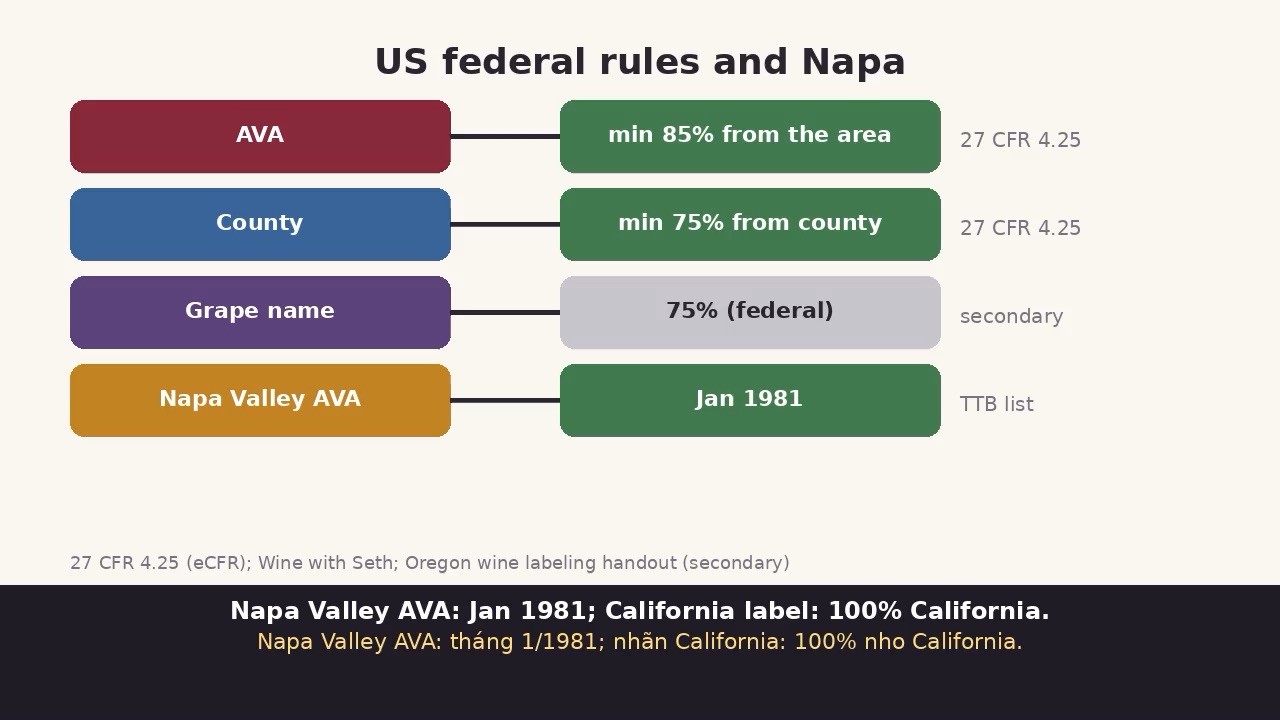 US federal rules and Napa
AVA
min 85% from the area
27 CFR 4.25
County
min 75% from county
27 CFR 4.25
Grape name
75% (federal)
secondary
Napa Valley AVA
Jan 1981
TTB list
27 CFR 4.25 (eCFR); Wine with Seth; Oregon wine labeling handout (secondary)
Napa Valley AVA: Jan 1981; California label: 100% California.
Napa Valley AVA: tháng 1/1981; nhãn California: 100% nho California.